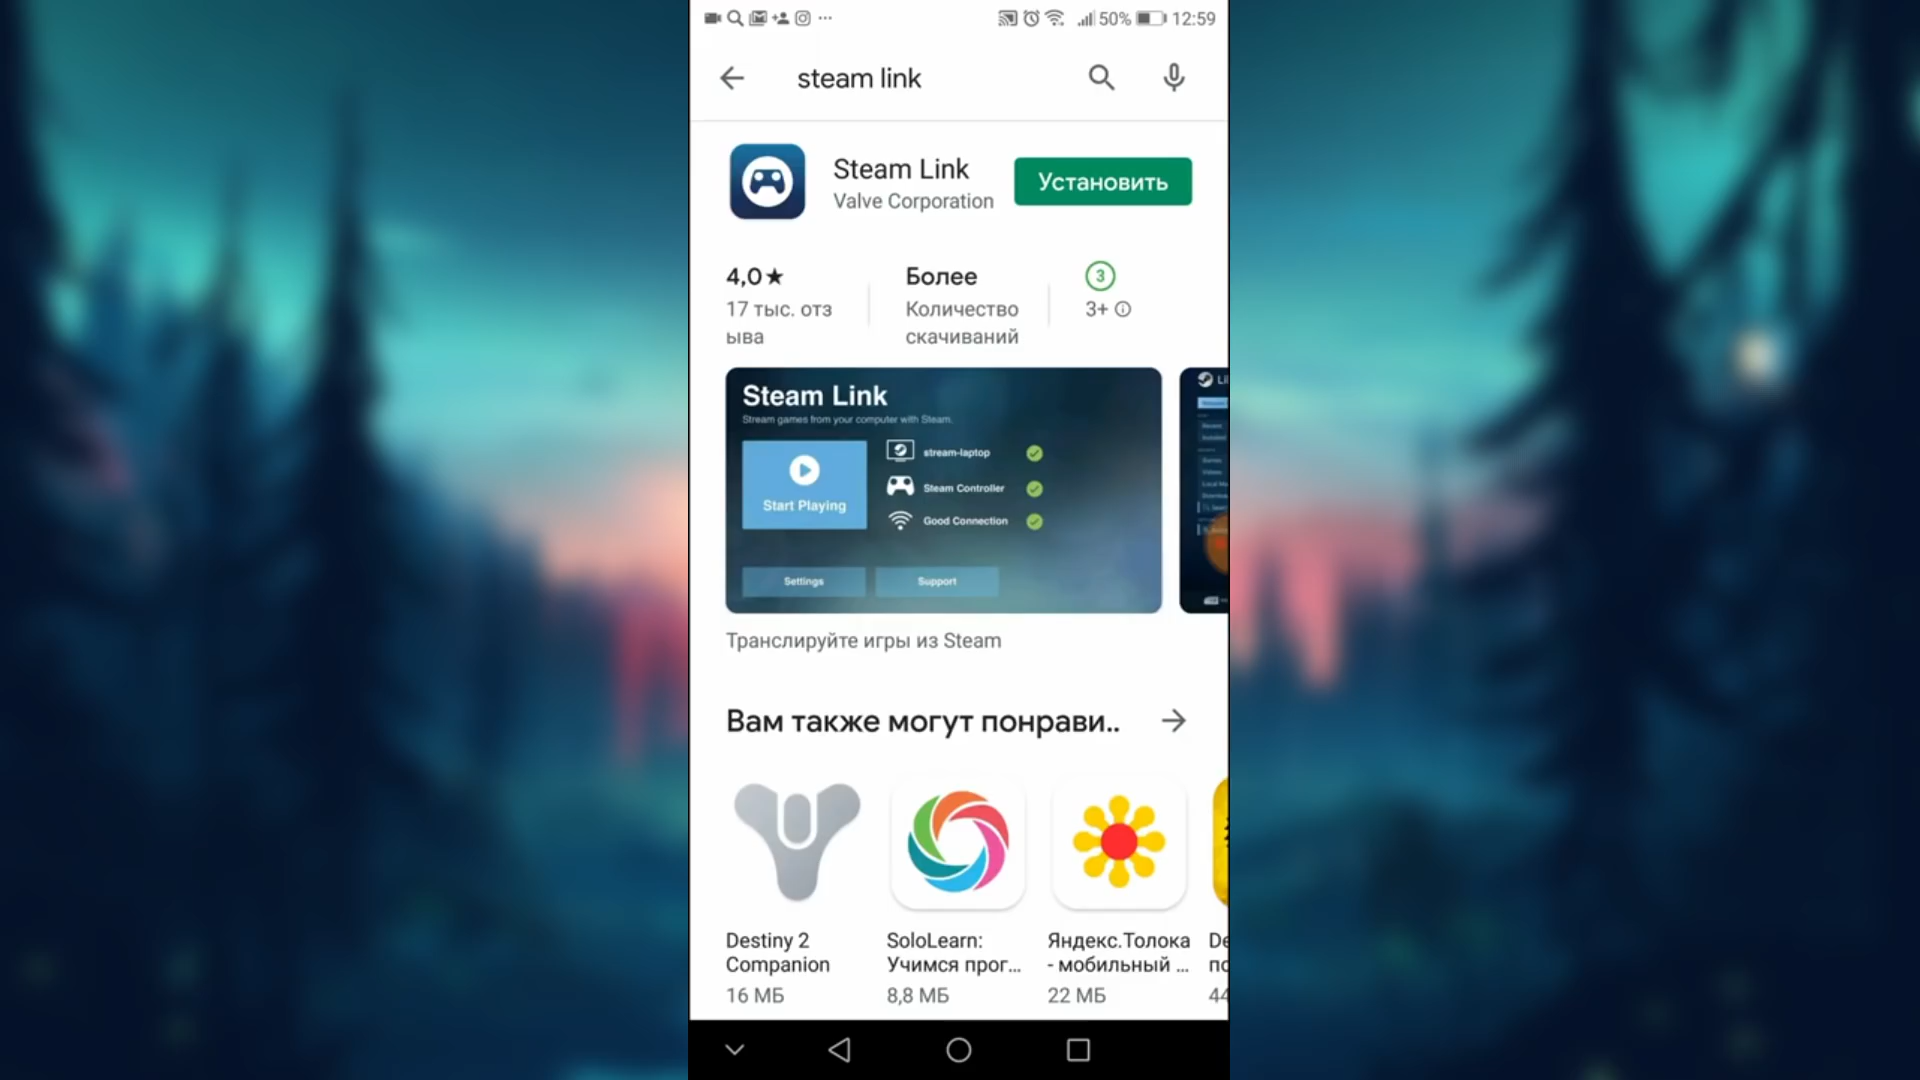 50% 12:59
steam link
Steam Link
Valve Corporation
Установить
4,0★
17 тыс. отз
ыва
Более
Количество
скачиваний
3
3+
Steam Link
Stream games from your computer with Steam.
Start Playing
stream-laptop
Steam Controller
Good Connection
Settings
Support
Транслируйте игры из Steam
Вам также могут понрави..
Destiny 2
Companion
16 МБ
SoloLearn:
Учимся прог...
8,8 МБ
Яндекс.Толока
- мобильный ...
22 МБ
De
по
44